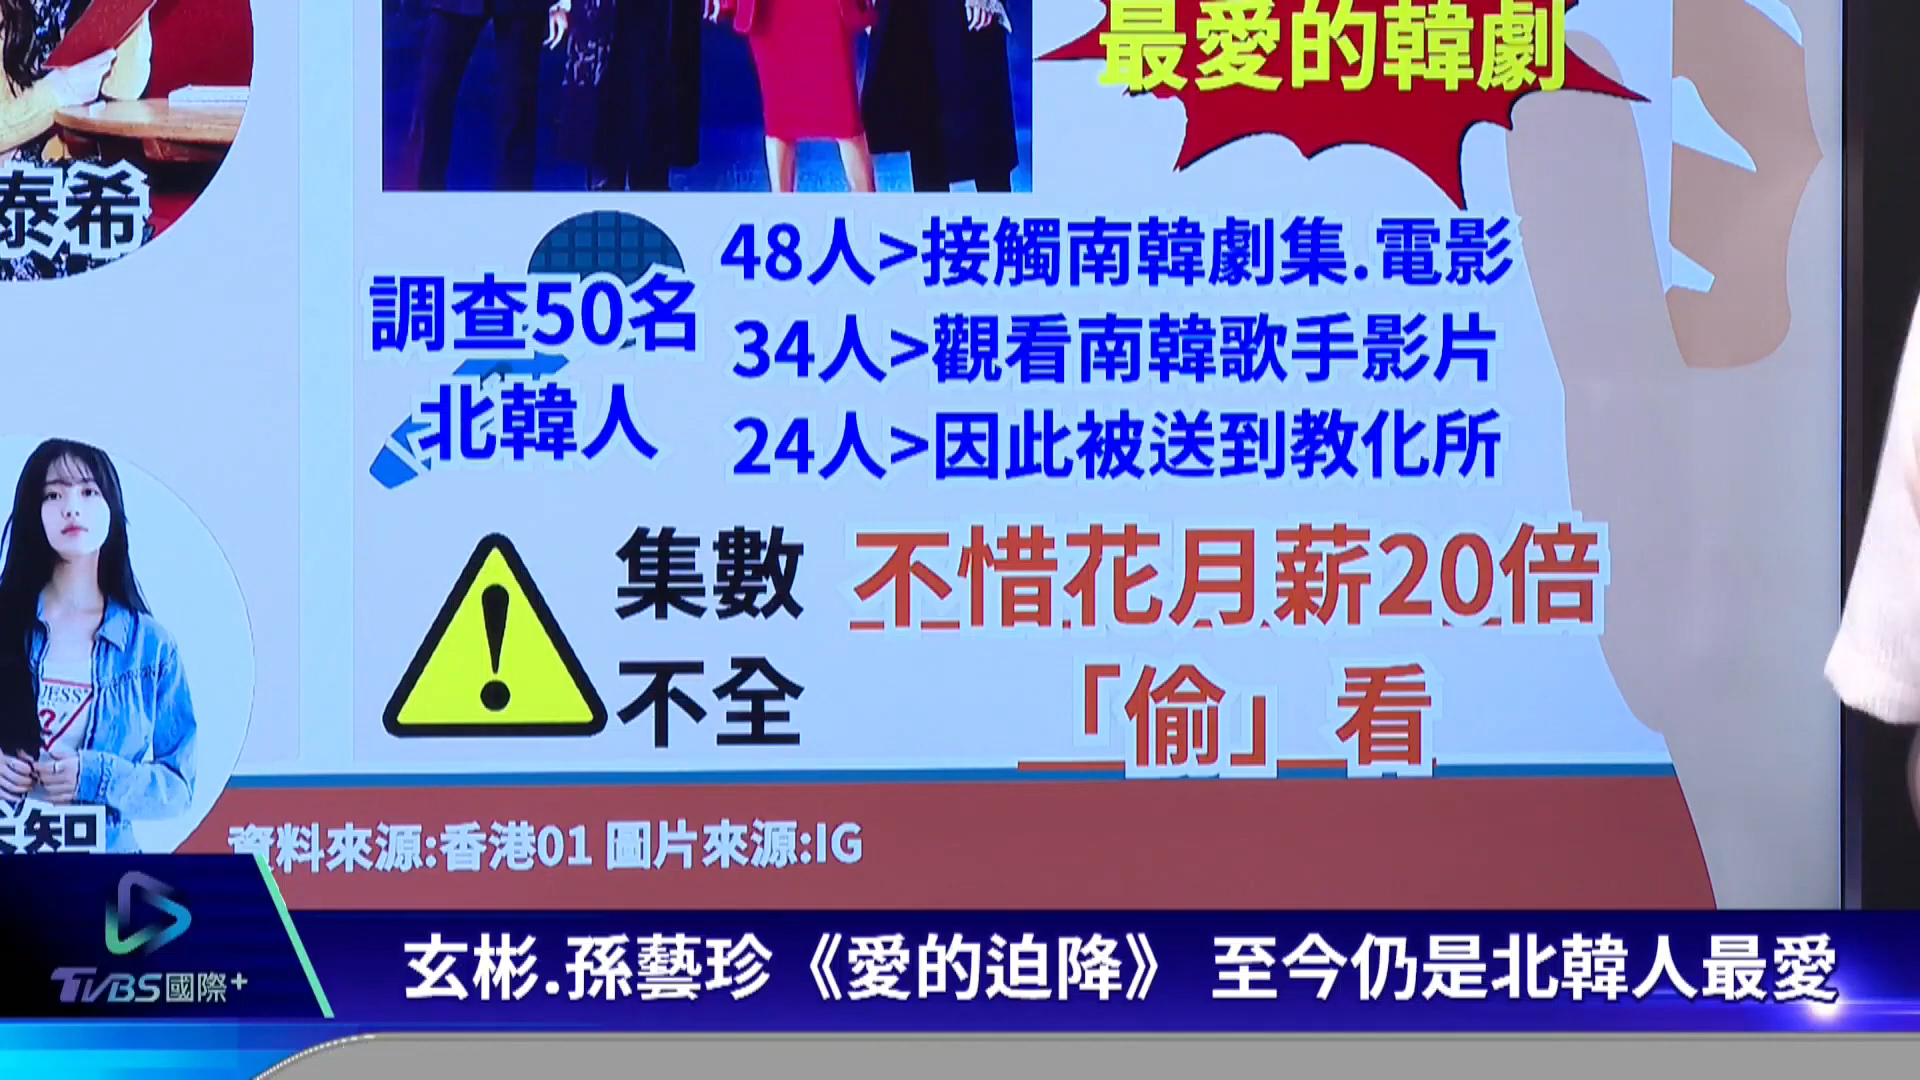 最愛的韓劇
泰希
調查50名
北韓人
48人>接觸南韓劇集.電影
34人>觀看南韓歌手影片
24人>因此被送到教化所
集數
不全
不惜花月薪20倍
「偷」看
智
資料來源:香港01 圖片來源:IG
TVBS國際+
玄彬.孫藝珍《愛的迫降》 至今仍是北韓人最愛